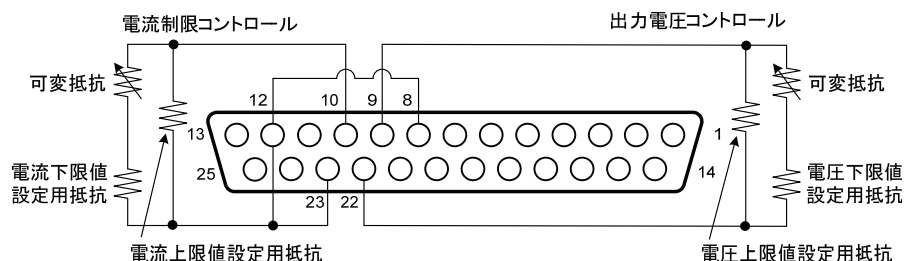 電流制限コントロール
出力電圧コントロール
可変抵抗
12
10
9
8
可変抵抗
13
1
電流下限値
設定用抵抗
25
14
電圧下限値
設定用抵抗
23
22
電流上限値設定用抵抗
電圧上限値設定用抵抗